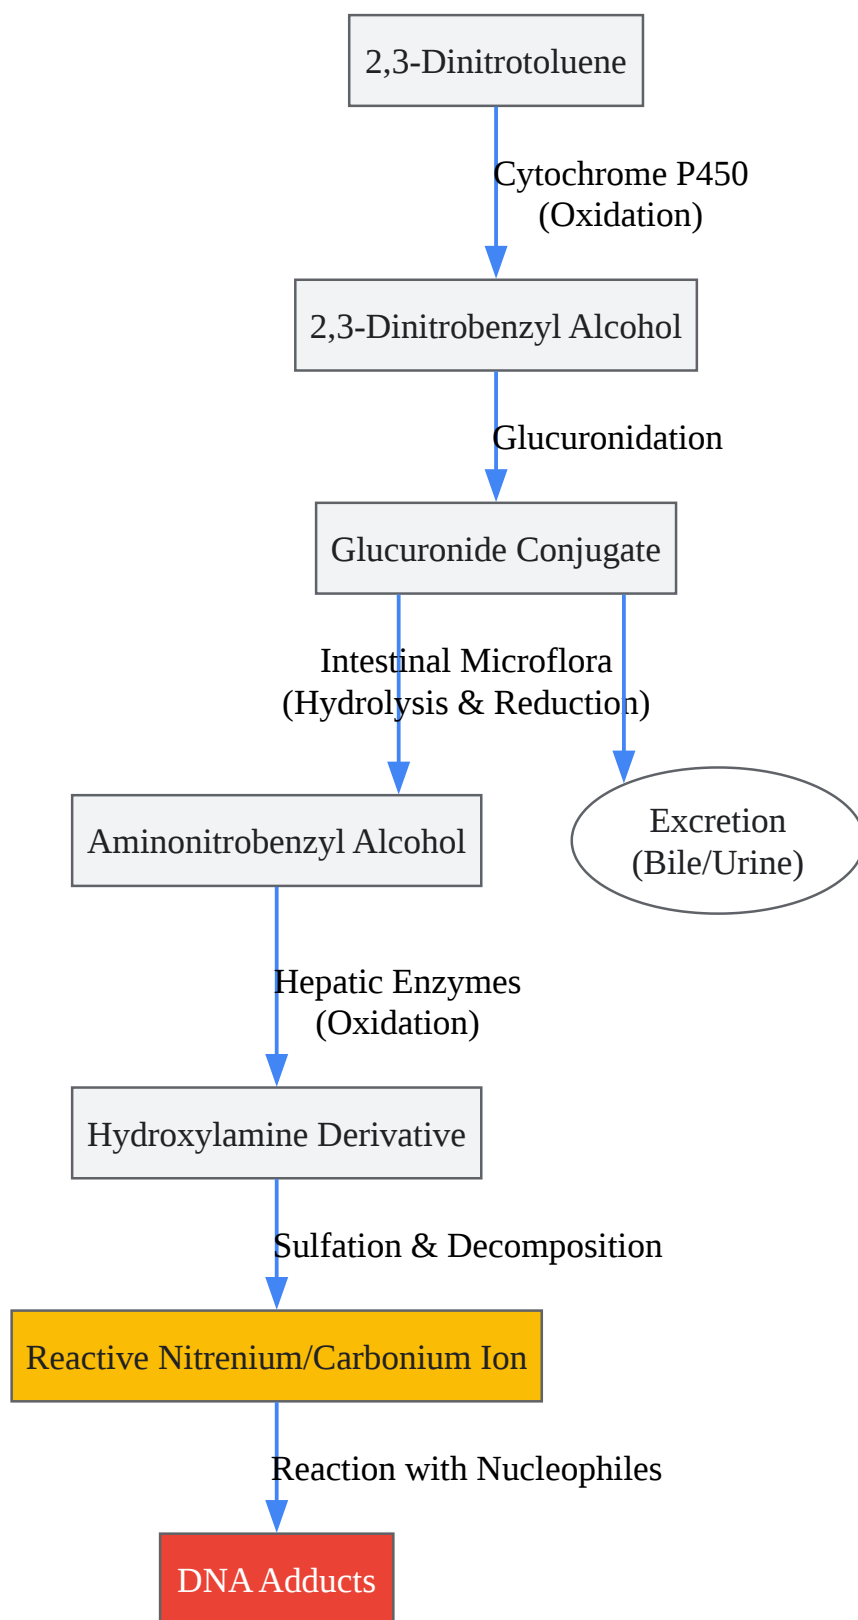 2,3-Dinitrotoluene
Cytochrome P450
(Oxidation)
2,3-Dinitrobenzyl Alcohol
Glucuronidation
Glucuronide Conjugate
Intestinal Microflora
(Hydrolysis & Reduction)
Aminonitrobenzyl Alcohol
Excretion
(Bile/Urine)
Hepatic Enzymes
(Oxidation)
Hydroxylamine Derivative
Sulfation & Decomposition
Reactive Nitrenium/Carbonium Ion
Reaction with Nucleophiles
DNA Adducts